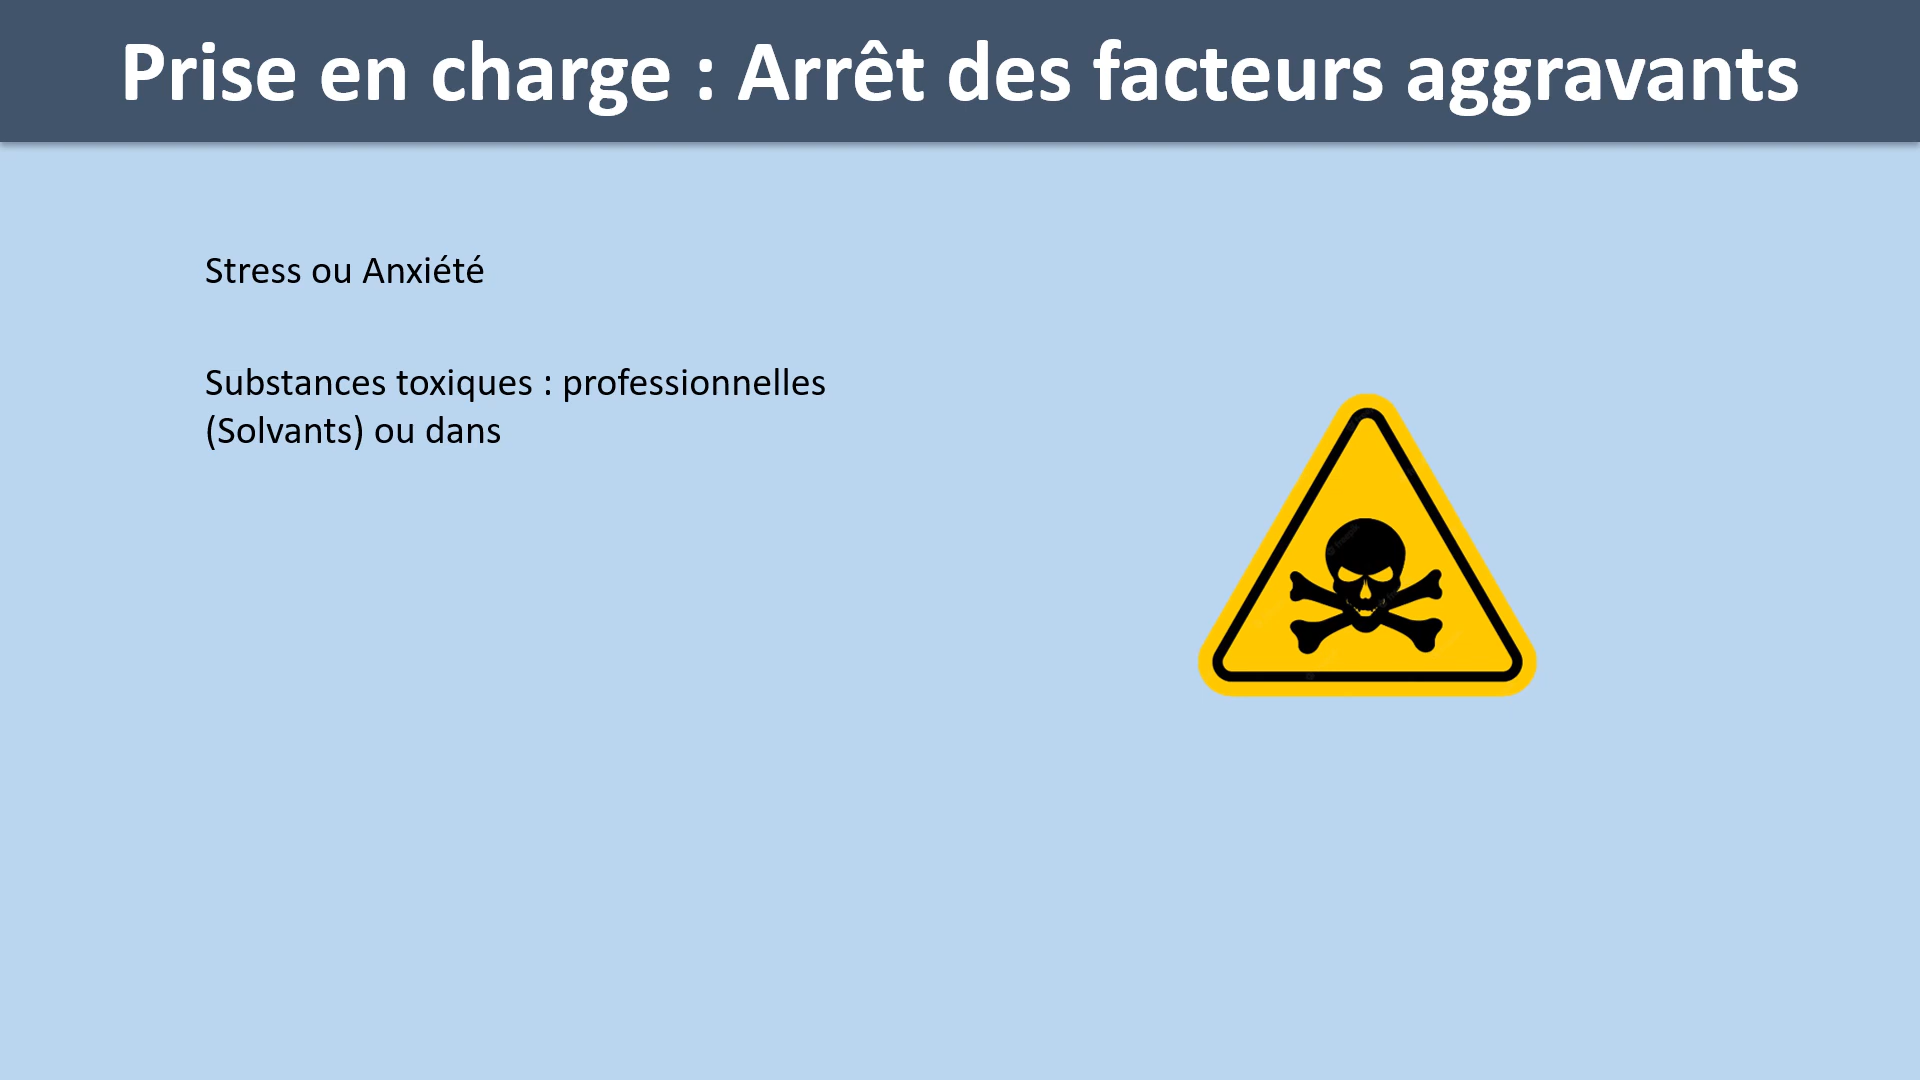 Prise en charge : Arrêt des facteurs aggravants
Stress ou Anxiété
Substances toxiques : professionnelles
(Solvants) ou dans